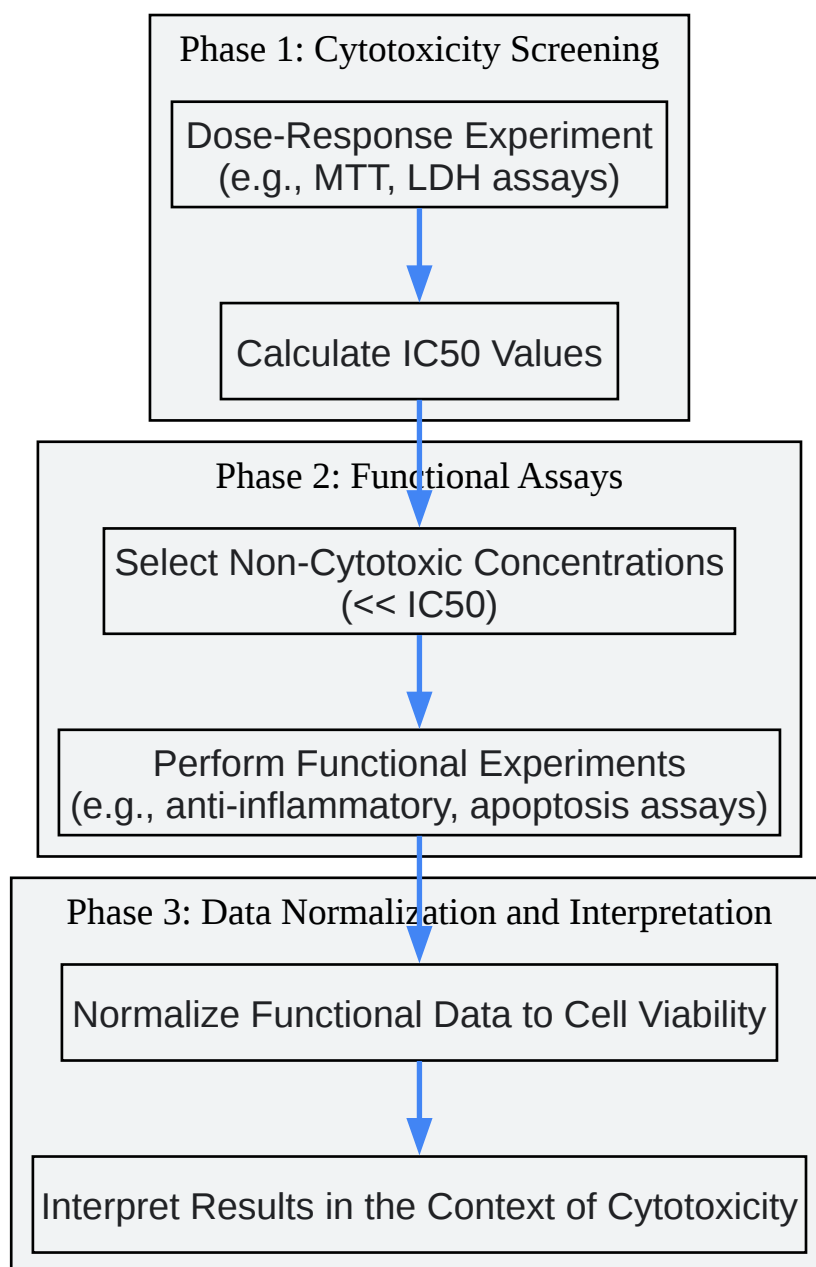 Phase 1: Cytotoxicity Screening
Dose-Response Experiment
(e.g., MTT, LDH assays)
Calculate IC50 Values
Phase 2: Functional Assays
Select Non-Cytotoxic Concentrations
(<< IC50)
Perform Functional Experiments
(e.g., anti-inflammatory, apoptosis assays)
Phase 3: Data Normalization and Interpretation
Normalize Functional Data to Cell Viability
Interpret Results in the Context of Cytotoxicity